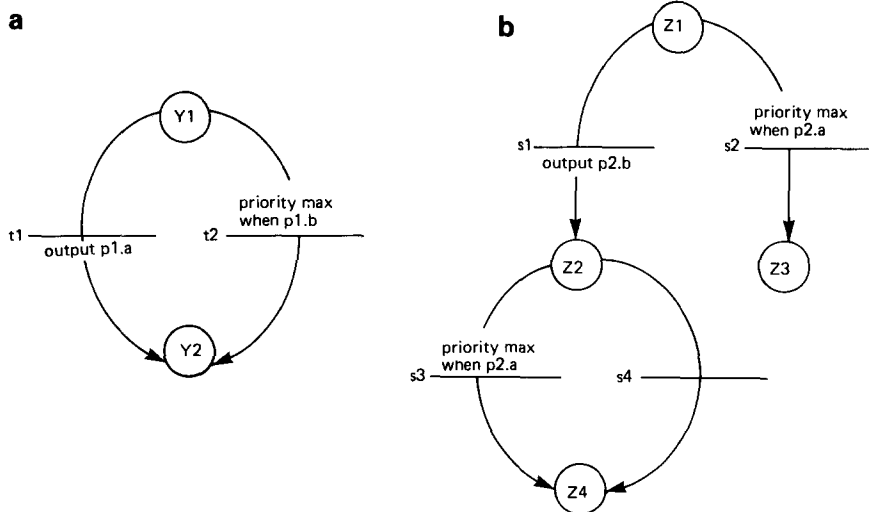 a
Y1
priority max
when p1.b
t1
output p1.a
t2
Y2
b
Z1
priority max
when p2.a
s1
output p2.b
s2
Z2
Z3
priority max
when p2.a
s3
s4
Z4